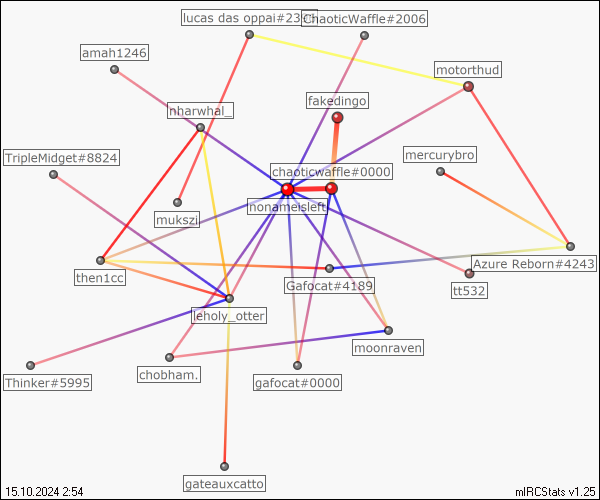 lucas das oppai#239
ChaoticWaffle#2006
amah1246
motorthud
fakedingo
nharwhal_
TripleMidget#8824
mercurybro
chaoticwaffle#0000
nonameisleft
mukszi
then1cc
Azure Reborn#4243
Gafocat#4189
tt532
leholy_otter
moonraven
Thinker#5995
chobham.
gafocat#0000
gateauxcatto
15.10.2024 2:54
mIRCStats v1.25